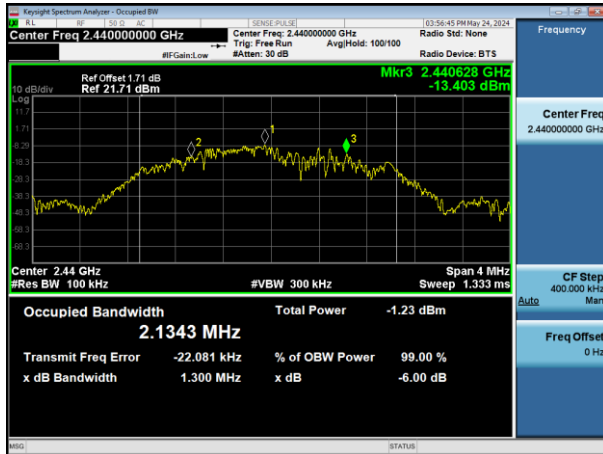 Keysight Spectrum Analyzer - Occupied BW
RL RF 50 Ω AC SENSE:PULSE 03:56:45 PM May 24, 2024
Center Freq 2.440000000 GHz Center Freq: 2.440000000 GHz Radio Std: None Frequency
Trig: Free Run Avg|Hold: 100/100
#IFGain:Low #Atten: 30 dB Radio Device: BTS
Ref Offset 1.71 dB Mkr3 2.440628 GHz
10 dB/div Ref 21.71 dBm -13.403 dBm
Log
11.7
1.71
-8.29
-18.3
-28.3
-38.3
-48.3
-58.3
-68.3
1
2
3
Center Freq
2.440000000 GHz
Center 2.44 GHz Span 4 MHz
#Res BW 100 kHz #VBW 300 kHz Sweep 1.333 ms
CF Step
400.000 kHz
Auto Man
Occupied Bandwidth Total Power -1.23 dBm
2.1343 MHz
Transmit Freq Error -22.081 kHz % of OBW Power 99.00 %
x dB Bandwidth 1.300 MHz x dB -6.00 dB
Freq Offset
0 Hz
MSG STATUS